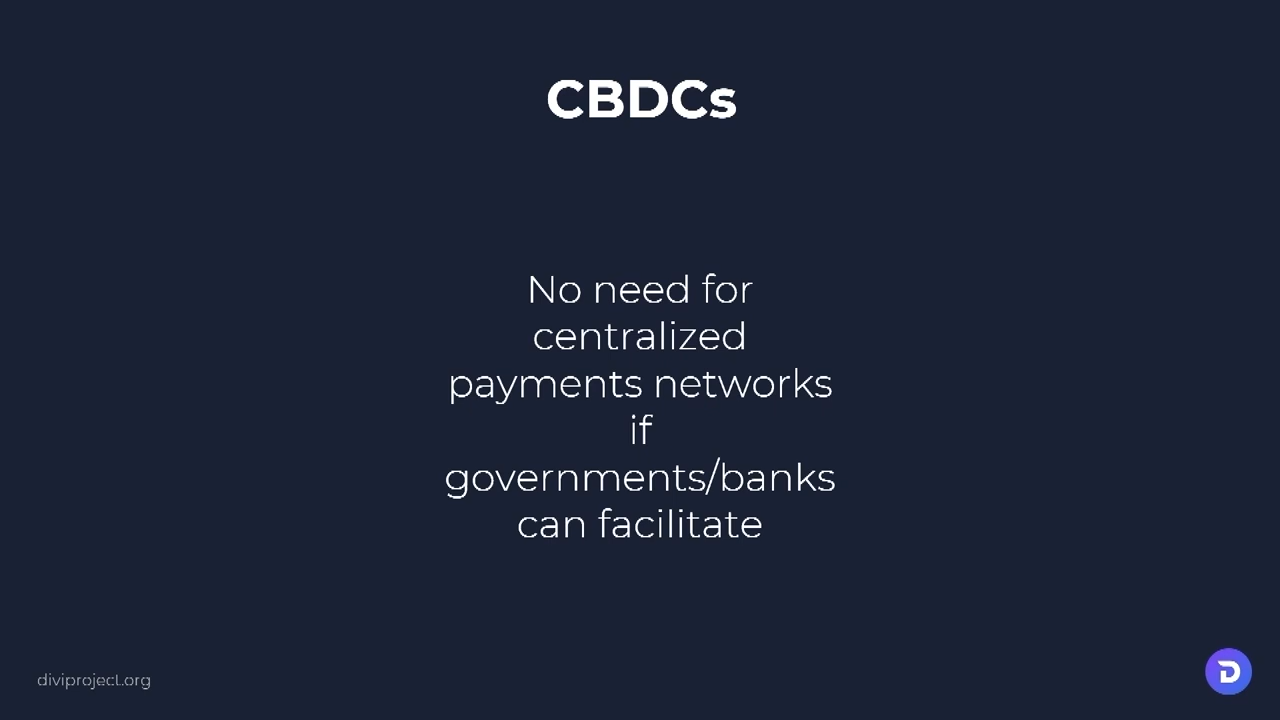 CBDCs
No need for
centralized
payments networks
if
governments/banks
can facilitate
diviproject.org